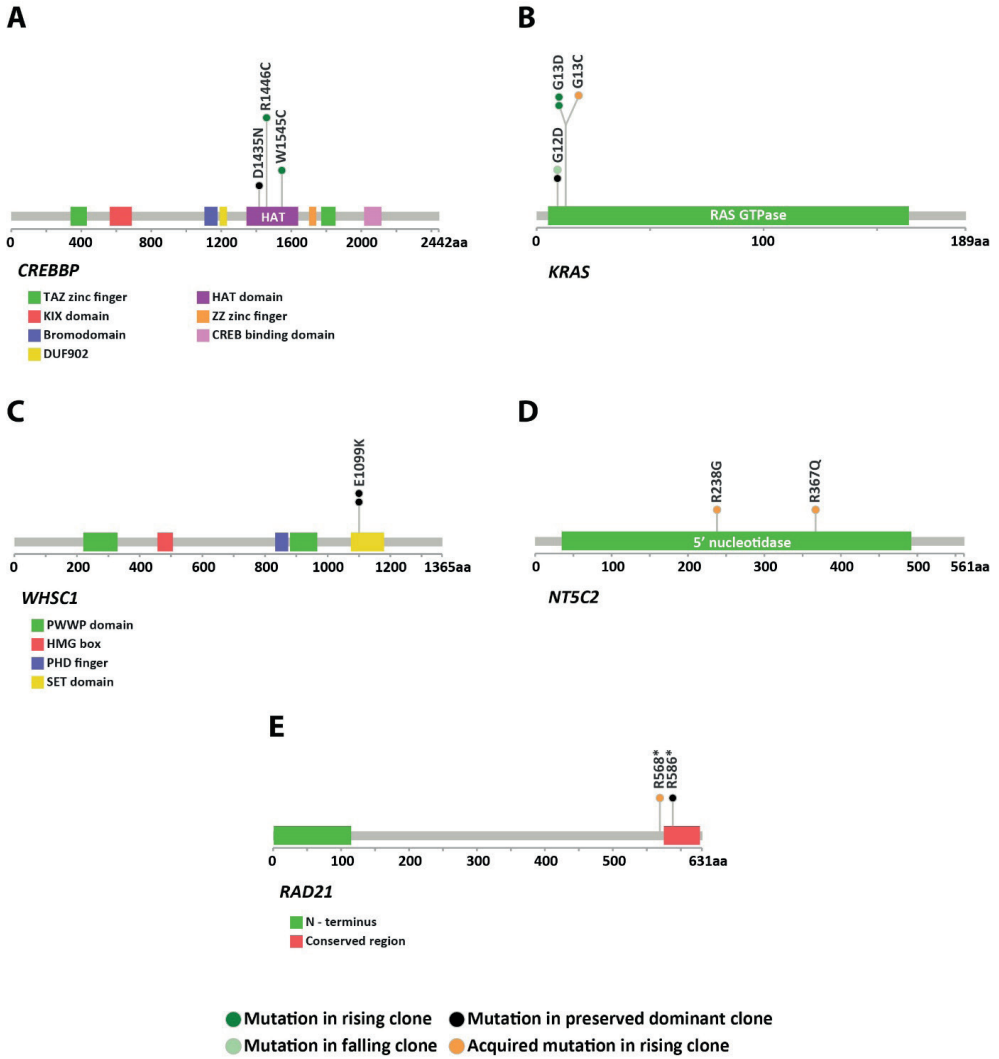 A
D1435N
R1446C
W1545C
HAT
0 400 800 1200 1600 2000 2442aa
CREBBP
TAZ zinc finger
KIX domain
Bromodomain
DUF902
HAT domain
ZZ zinc finger
CREB binding domain
B
G13D
G13C
G12D
RAS GTPase
0 100 189aa
KRAS
C
E1099K
0 200 400 600 800 1000 1200 1365aa
WHSC1
PWWP domain
HMG box
PHD finger
SET domain
D
R238G
R367Q
5’ nucleotidase
0 100 200 300 400 500 561aa
NT5C2
E
R568*
R586*
0 100 200 300 400 500 631aa
RAD21
N - terminus
Conserved region
Mutation in rising clone
Mutation in preserved dominant clone
Mutation in falling clone
Acquired mutation in rising clone